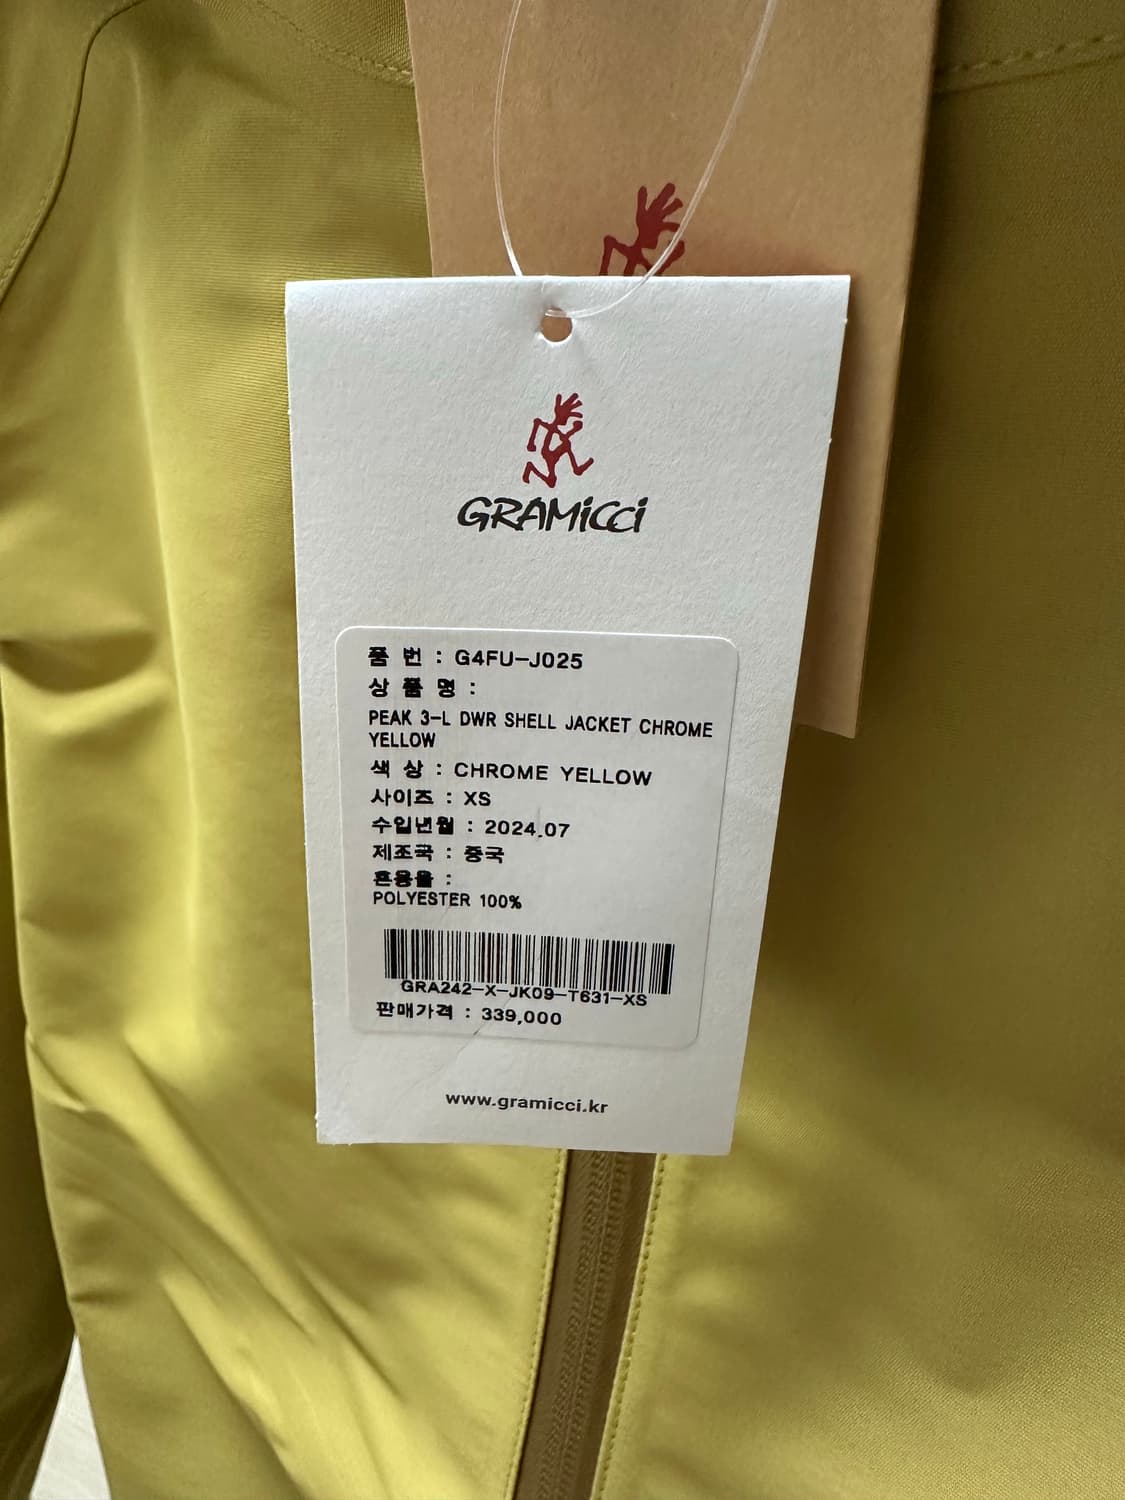 GRAMiCCi
품 번 : G4FU-J025
상 품 명 :
PEAK 3-L DWR SHELL JACKET CHROME
YELLOW
색 상 : CHROME YELLOW
사이즈 : XS
수입년월 : 2024.07
제조국 : 중국
혼용율 :
POLYESTER 100%
GRA242-X-JK09-T631-XS
판매가격 : 339,000
www.gramicci.kr